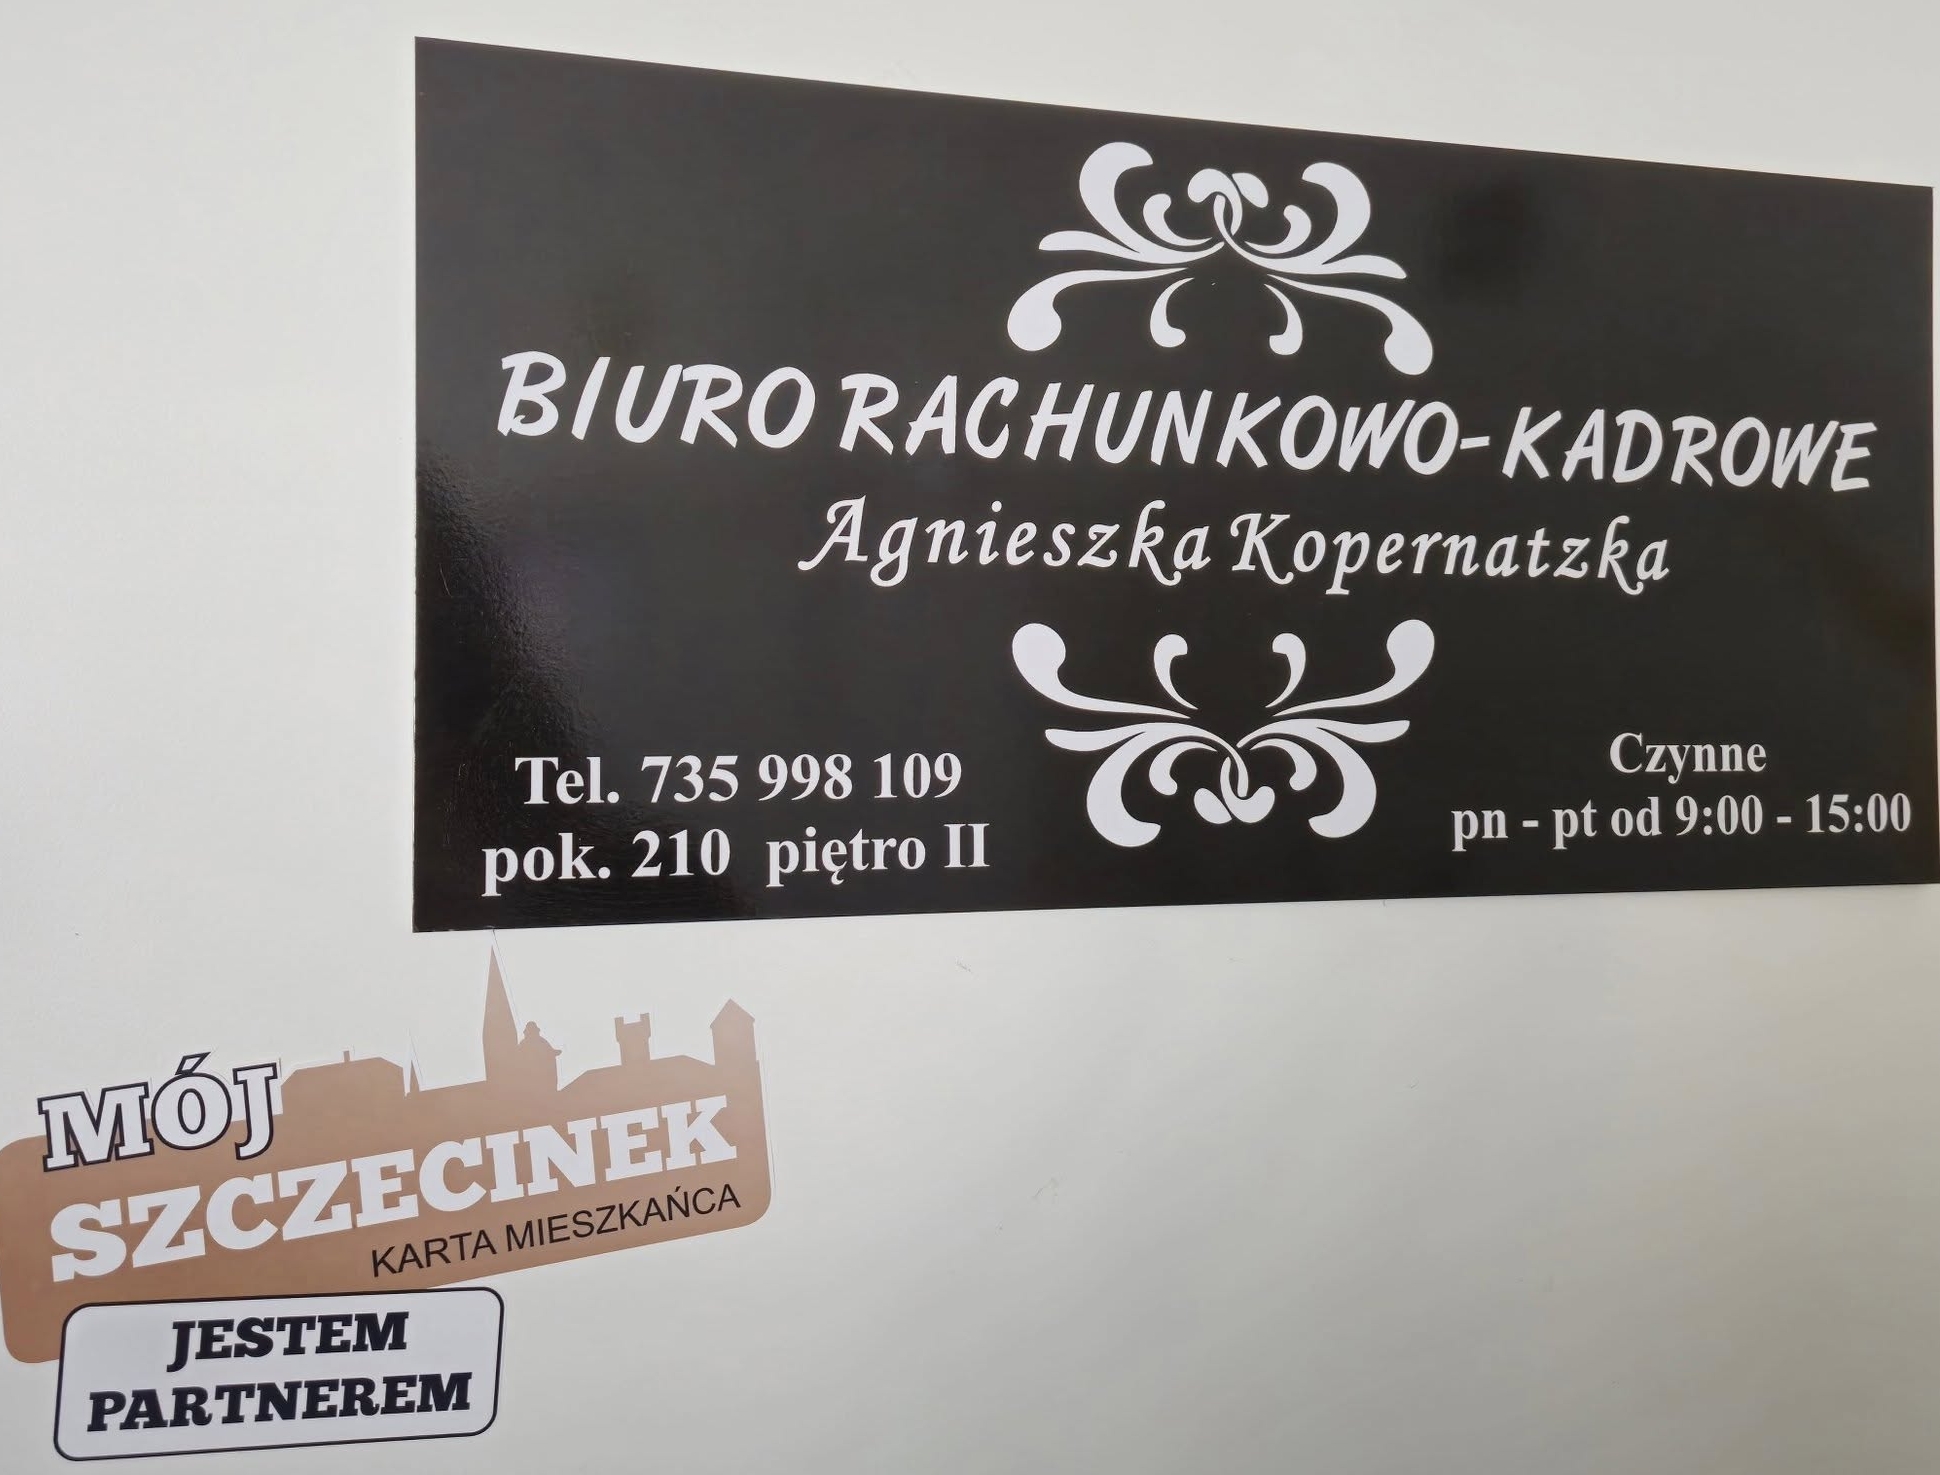 BIURO RACHUNKOWO-KADROWE
Agnieszka Kopernatzka
Tel. 735 998 109
pok. 210 piętro II
Czynne
pn - pt od 9:00 - 15:00
MÓJ
SZCZECINEK
KARTA MIESZKAŃCA
JESTEM
PARTNEREM